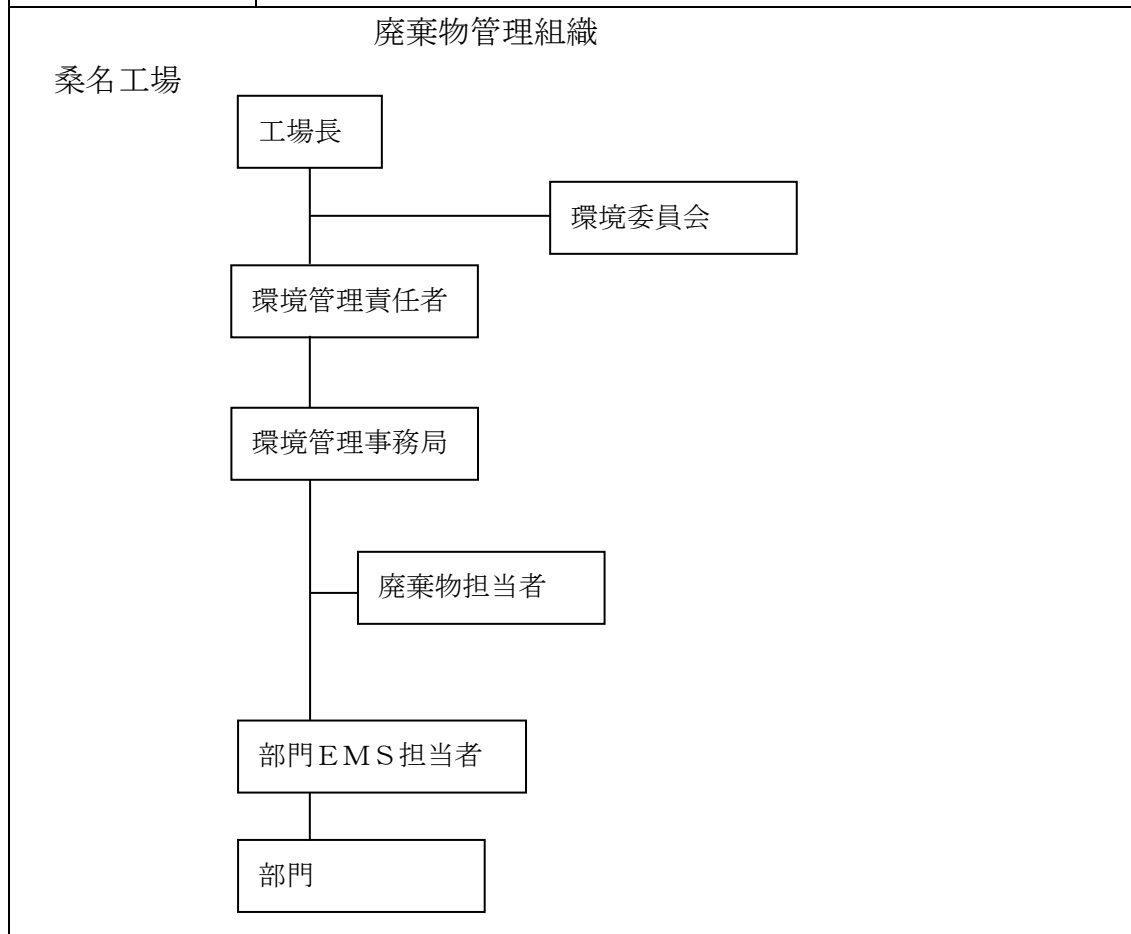 廃棄物管理組織
桑名工場
工場長
環境委員会
環境管理責任者
環境管理事務局
廃棄物担当者
部門ＥＭＳ担当者
部門